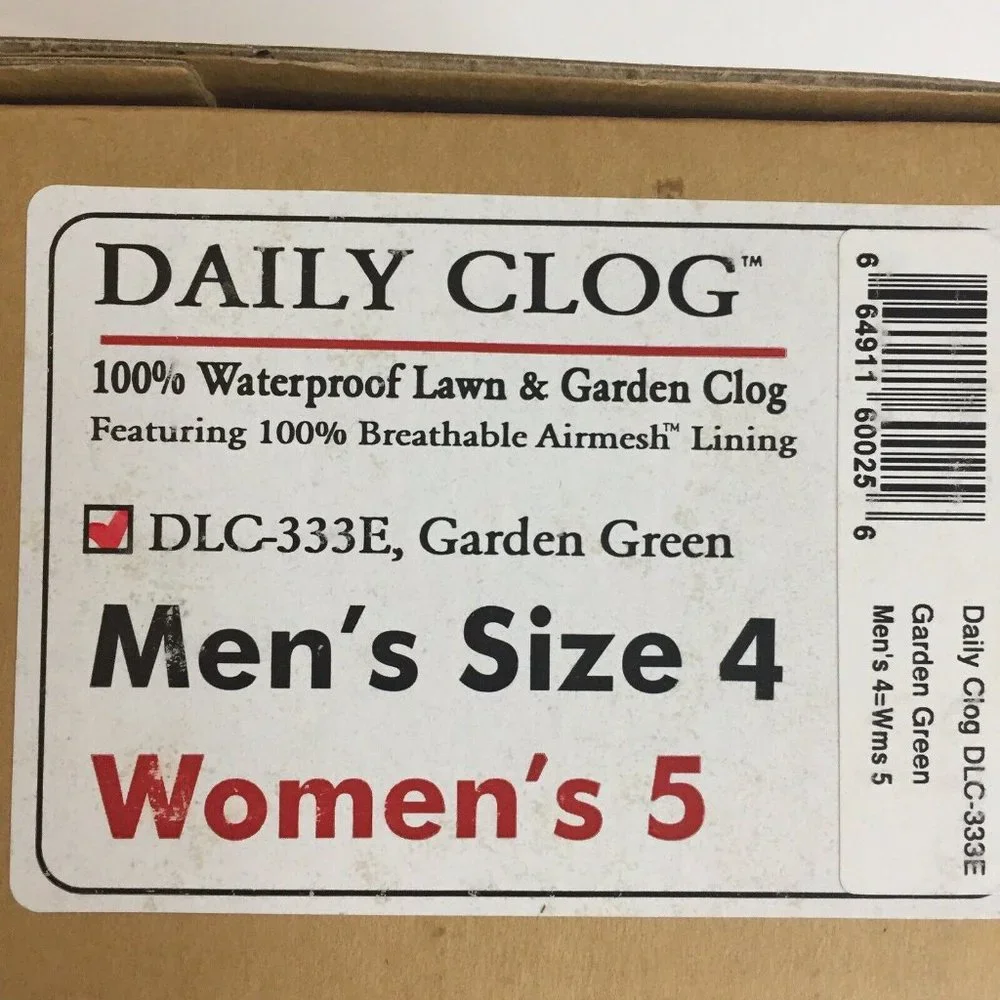 DAILY CLOG™
100% Waterproof Lawn & Garden Clog
Featuring 100% Breathable Airmesh™ Lining
DLC-333E, Garden Green
Men's Size 4
Women's 5
6 64911 60025 6
Daily Clog DLC-333E
Garden Green
Men's 4=Wms 5